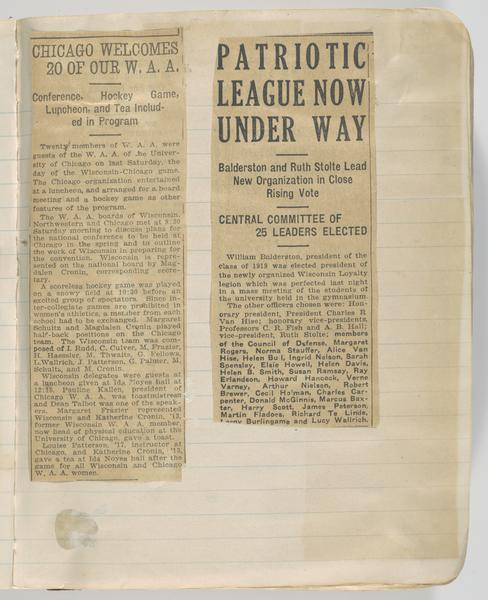 CHICAGO WELCOMES
20 OF OUR W. A. A.
Conference, Hockey Game,
Luncheon, and Tea Includ-
ed in Program
Twenty members of W. A. A. were
guests of the W. A. A. of the Univer-
sity of Chicago on last Saturday, the
day of the Wisconsin-Chicago game.
The Chicago organization entertained
at a luncheon, and arranged for a board
meeting and a hockey game as other
features of the program.
The W. A. A. boards of Wisconsin,
Northwestern and Chicago met at 8:30
Saturday morning to discuss plans for
the national conference to be held at
Chicago in the spring and to outline
the work of Wisconsin in preparing for
the convention. Wisconsin is repre-
sented on the national board by Mag-
dalen Cronin, corresponding secre-
tary.
A scoreless hockey game was played
on a snowy field at 10:30 before an
excited group of spectators. Since in-
ter-collegiate games are prohibited in
women's athletics, a member from each
school had to be exchanged. Margaret
Schultz and Magdalen Cronin, played
half-back positions on the Chicago
team. The Wisconsin team was com-
posed of I. Rudd, C. Culver, M. Frazier,
H. Haessler, M. Thwaits, G. Fellows,
L. Wallrich, J. Patterson, G. Palmer, M.
Schultz, and M. Cronin.
Wisconsin delegates were guests at
a luncheon given at Ida Noyes Hall at
12:15. Pauline Kallen, president of
Chicago W. A. A. was toastmistress
and Dean Talbot was one of the speak-
ers. Margaret Frazier represented
Wisconsin and Katherine Cronin, '13,
former Wisconsin W. A. A. member,
now head of physical education at the
University of Chicago, gave a toast.
Louise Patterson, '17, instructor at
Chicago, and Katherine Cronin, '13,
gave a tea at Ida Noyes hall after the
game for all Wisconsin and Chicago
W. A. A. women.
PATRIOTIC
LEAGUE NOW
UNDER WAY
Balderston and Ruth Stolte Lead
New Organization in Close
Rising Vote
CENTRAL COMMITTEE OF
25 LEADERS ELECTED
William Balderston, president of the
class of 1919 was elected president of
the newly organized Wisconsin Loyalty
legion which was perfected last night
in a mass meeting of the students of
the university held in the gymnasium.
The other officers chosen were: Hon-
orary president, President Charles R.
Van Hise; honorary vice-presidents,
Professors C. R. Fish and A. B. Hall;
vice-president, Ruth Stolte; members
of the Council of Defense, Margaret
Rogers, Norma Stauffer, Alice Van
Hise, Helen Bull, Ingrid Nelson, Sarah
Spensley, Elsie Howell, Helen Davis,
Helen B. Smith, Susan Ramsay, Ray
Erlandson, Howard Hancock, Verne
Varney, Arthur Nielsen, Robert
Brewer, Cecil Holman, Charles Car-
penter, Donald McGinnis, Marcus Bax-
ter, Harry Scott, James Peterson,
Martin Fladoes, Richard Te Linde,
Leroy Burlingame and Lucy Wallrich.